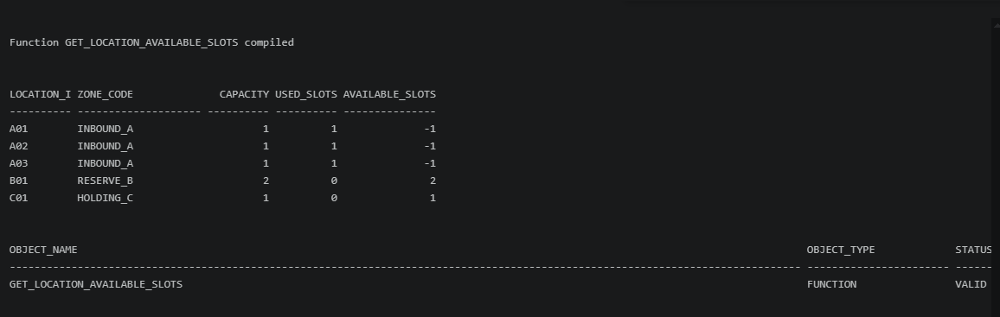 Function GET_LOCATION_AVAILABLE_SLOTS compiled
LOCATION_I ZONE_CODE              CAPACITY USED_SLOTS AVAILABLE_SLOTS
---------- -------------------- ---------- ---------- ---------------
A01        INBOUND_A                     1          1              -1
A02        INBOUND_A                     1          1              -1
A03        INBOUND_A                     1          1              -1
B01        RESERVE_B                     2          0               2
C01        HOLDING_C                     1          0               1
OBJECT_NAME                                                                                                                      OBJECT_TYPE             STATUS
-------------------------------------------------------------------------------------------------------------------------------- ----------------------- ------
GET_LOCATION_AVAILABLE_SLOTS                                                                                                     FUNCTION                VALID